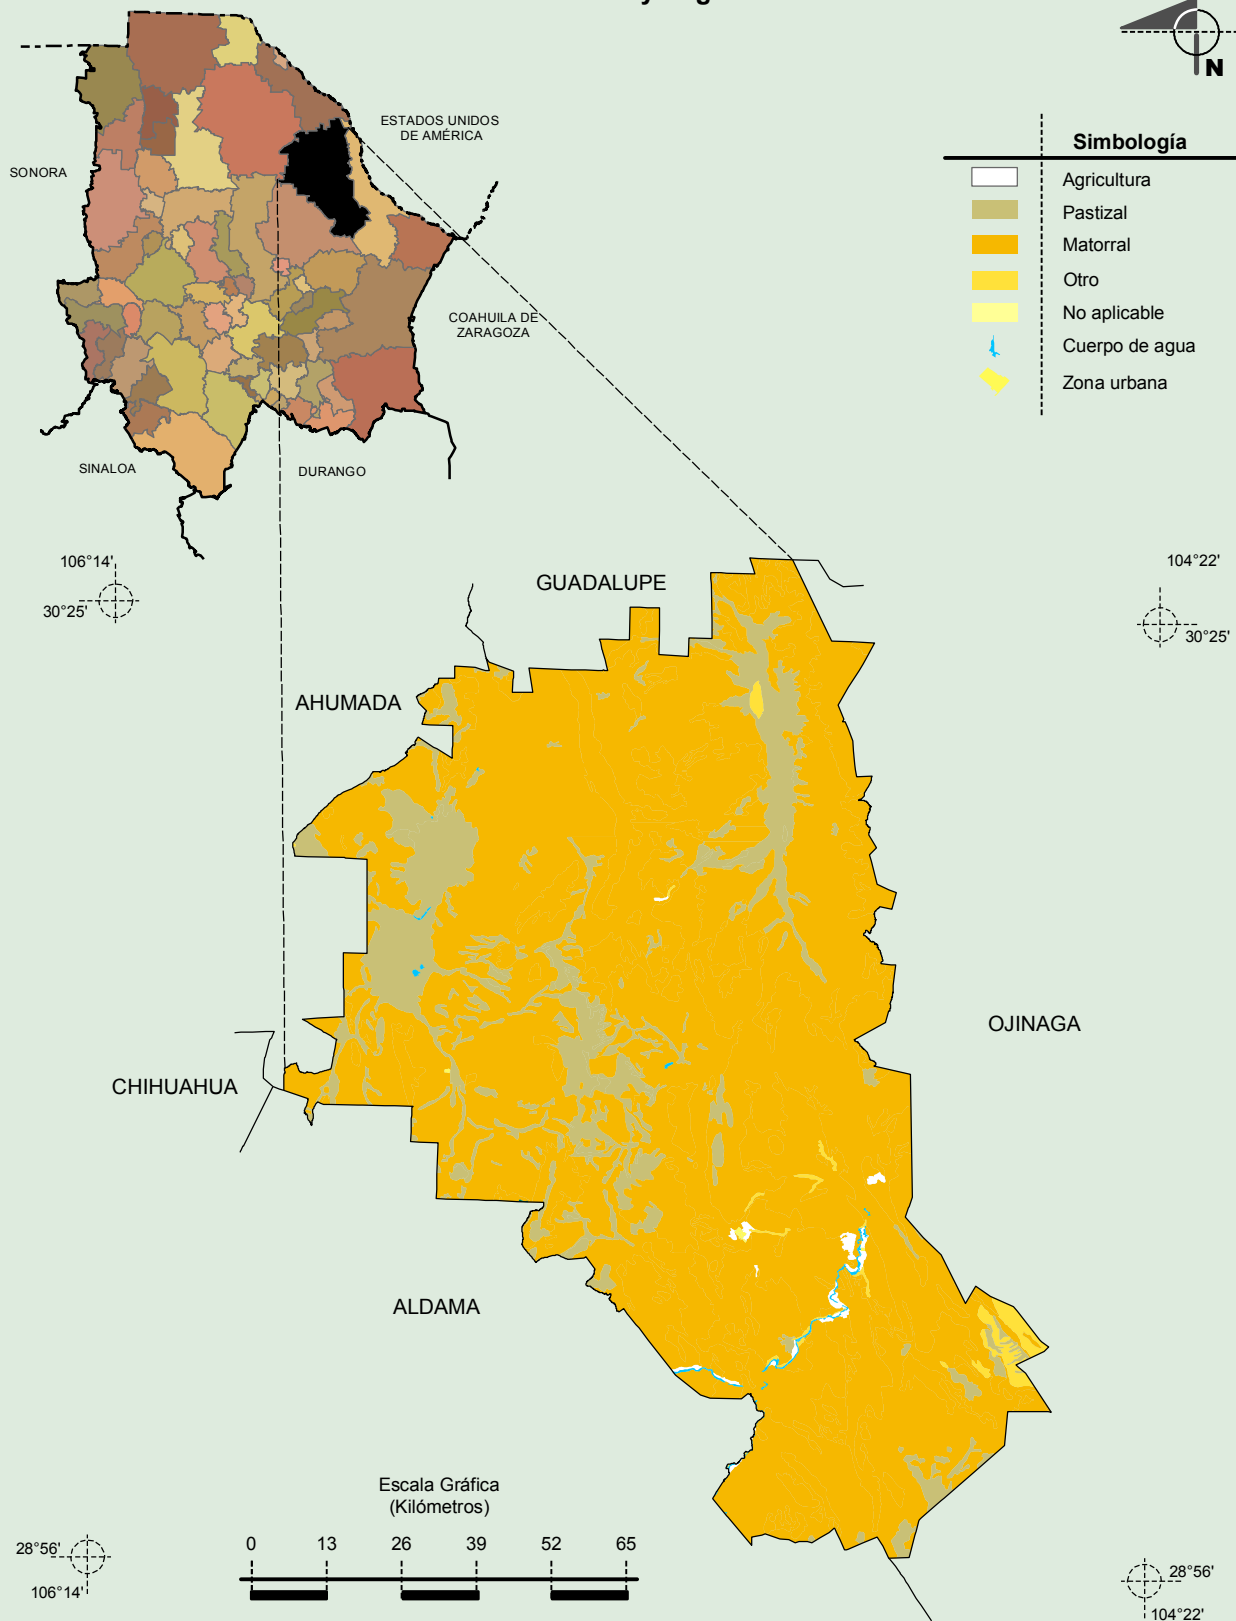 N
ESTADOS UNIDOS
DE AMÉRICA
SONORA
COAHUILA DE
ZARAGOZA
SINALOA
DURANGO
Simbología
Agricultura
Pastizal
Matorral
Otro
No aplicable
Cuerpo de agua
Zona urbana
106°14'
30°25'
104°22'
30°25'
GUADALUPE
AHUMADA
OJINAGA
CHIHUAHUA
ALDAMA
Escala Gráfica
(Kilómetros)
0 13 26 39 52 65
28°56'
106°14'
28°56'
104°22'